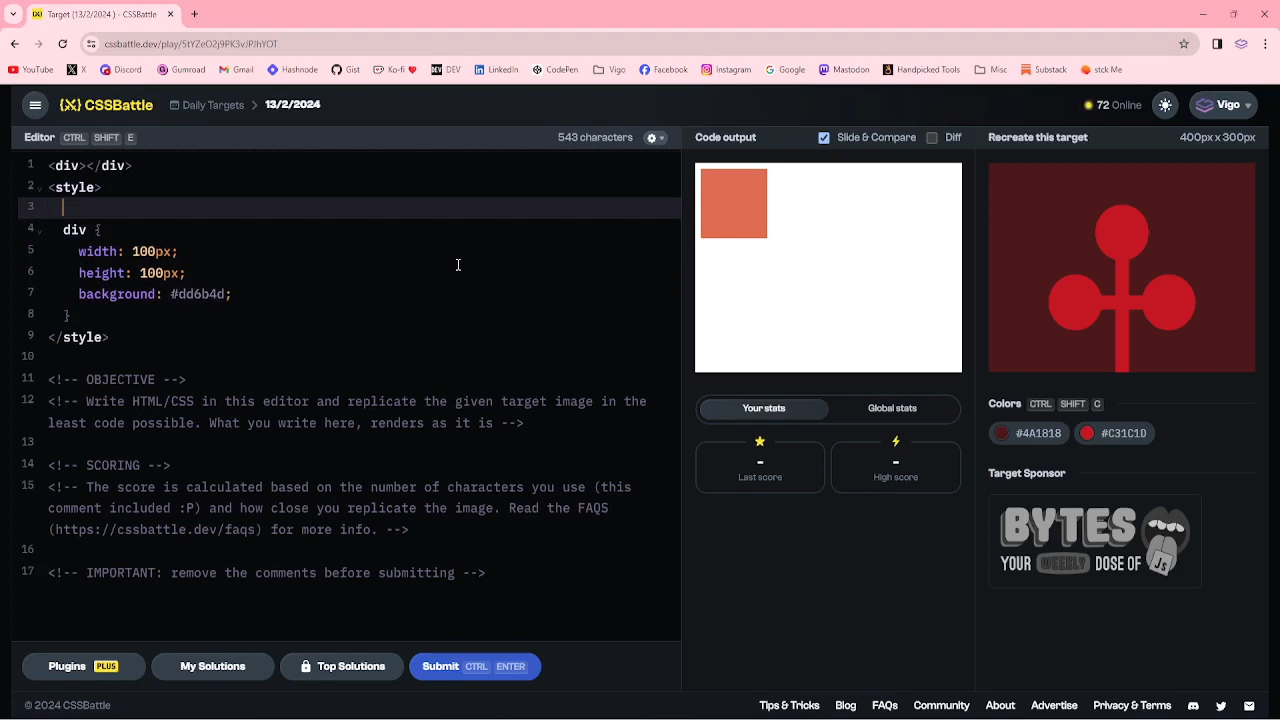 Target (13/2/2024) - CSSBattle
cssbattle.dev/play/5tYZeO2j9PK3vJPJhYOT
YouTube X Discord Gumroad Gmail Hashnode Gist Ko-fi DEV DEV LinkedIn CodePen Vigo Facebook Instagram Google Mastodon Handpicked Tools Misc Substack stck Me
{X} CSSBattle Daily Targets > 13/2/2024 72 Online Vigo
Editor CTRL SHIFT E 543 characters
Code output Slide & Compare Diff
Recreate this target 400px x 300px
1 <div></div>
2 <style>
3
4 div {
5 width: 100px;
6 height: 100px;
7 background: #dd6b4d;
8 }
9 </style>
10
11 <!-- OBJECTIVE -->
12 <!-- Write HTML/CSS in this editor and replicate the given target image in the
least code possible. What you write here, renders as it is -->
13
14 <!-- SCORING -->
15 <!-- The score is calculated based on the number of characters you use (this
comment included :P) and how close you replicate the image. Read the FAQS
(https://cssbattle.dev/faqs) for more info. -->
16
17 <!-- IMPORTANT: remove the comments before submitting -->
Your stats Global stats
- -
Last score High score
Colors CTRL SHIFT C
#4A1818 #C31C1D
Target Sponsor
BYTES
YOUR WEEKLY DOSE OF JS
Plugins PLUS My Solutions Top Solutions Submit CTRL ENTER
© 2024 CSSBattle Tips & Tricks Blog FAQs Community About Advertise Privacy & Terms